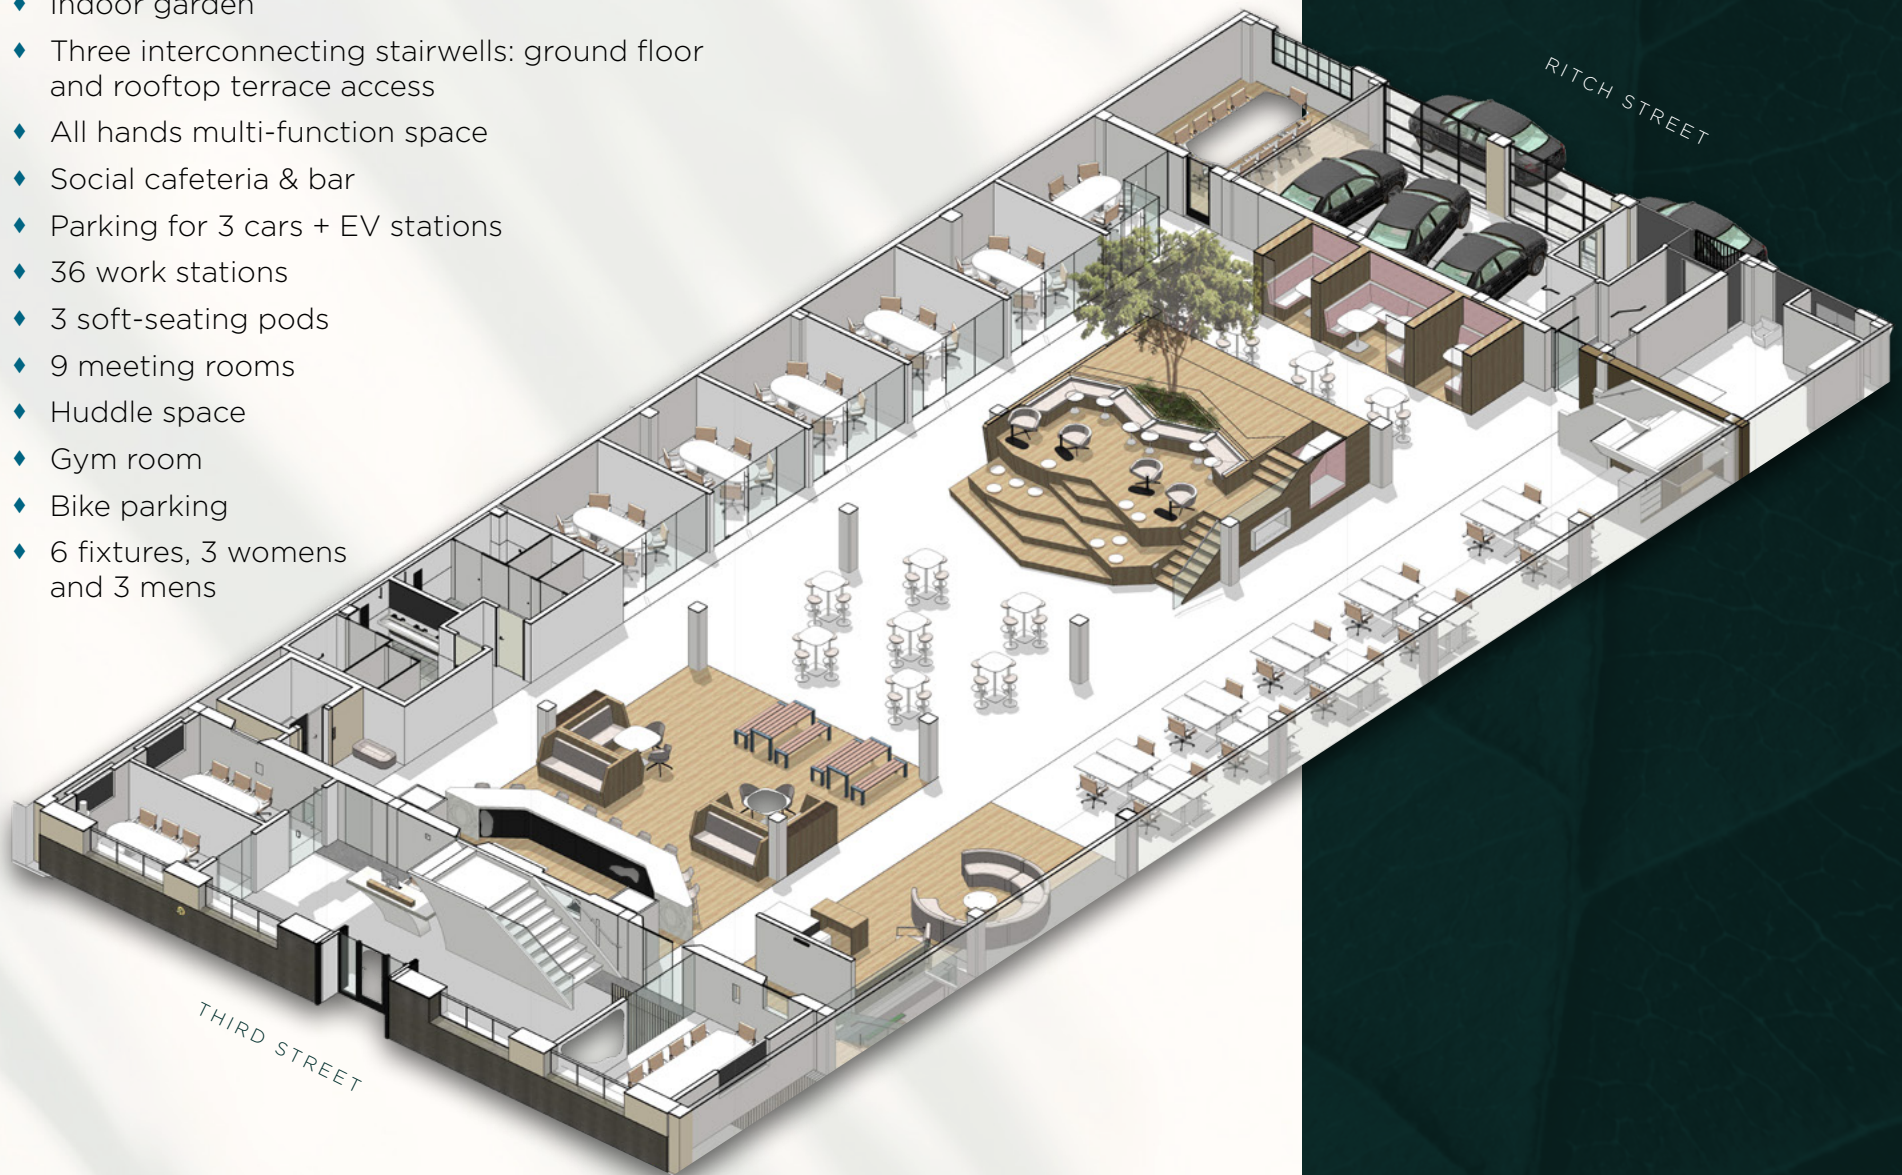 Indoor garden
Three interconnecting stairwells: ground floor
and rooftop terrace access
All hands multi-function space
Social cafeteria & bar
Parking for 3 cars + EV stations
36 work stations
3 soft-seating pods
9 meeting rooms
Huddle space
Gym room
Bike parking
6 fixtures, 3 womens
and 3 mens
RITCH STREET
THIRD STREET